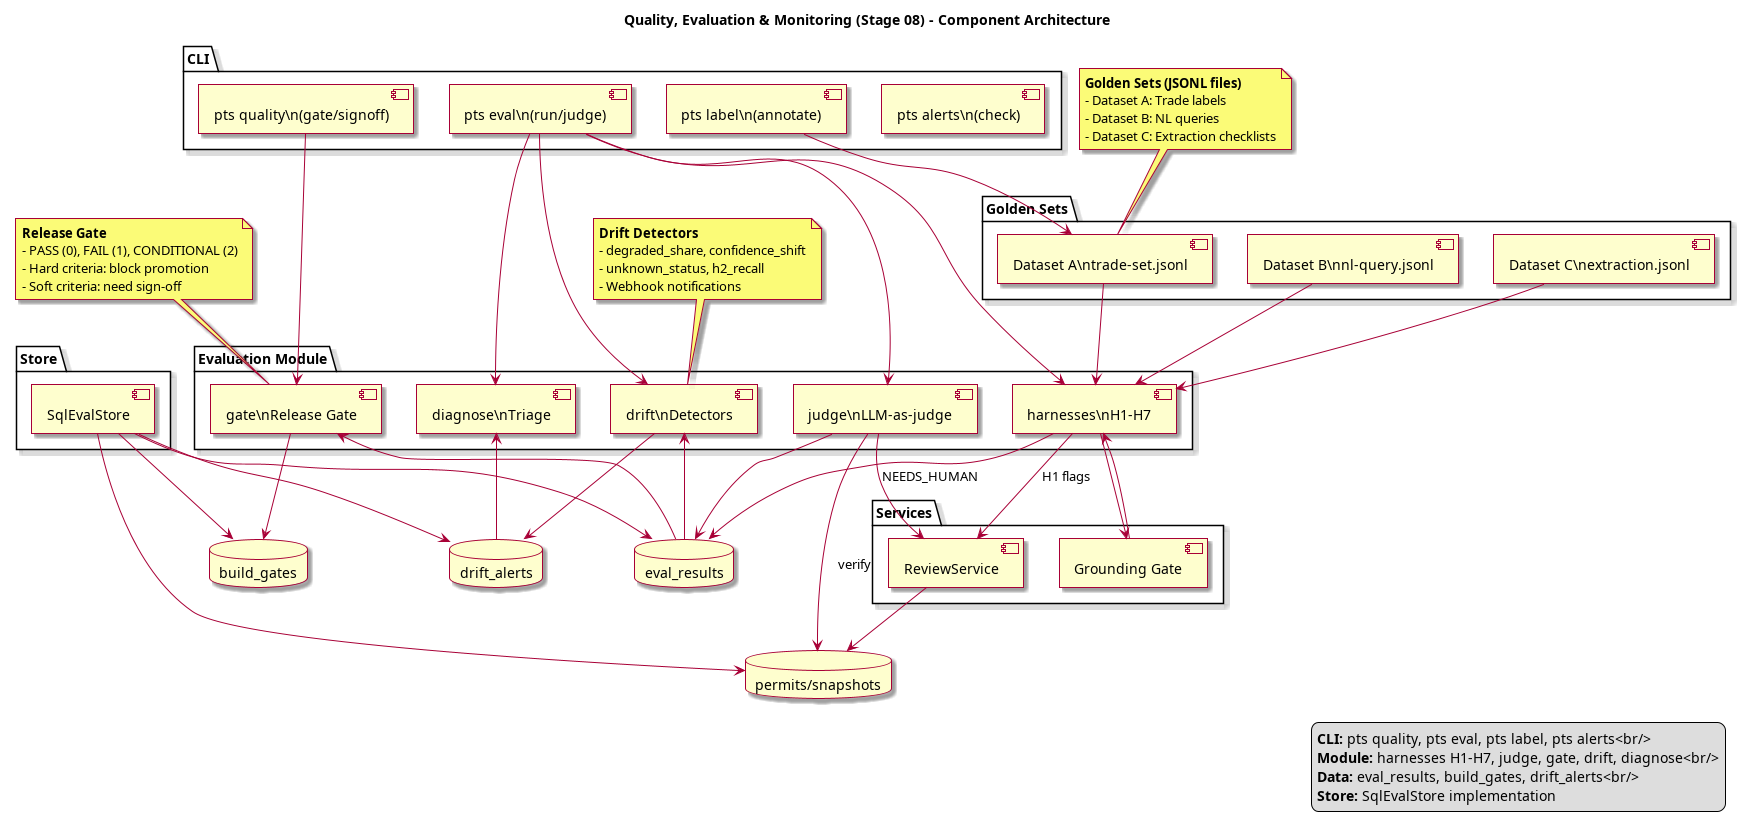 Quality, Evaluation & Monitoring (Stage 08) - Component Architecture
CLI
pts quality\n(gate/signoff)
pts eval\n(run/judge)
pts label\n(annotate)
pts alerts\n(check)
Golden Sets (JSONL files)
- Dataset A: Trade labels
- Dataset B: NL queries
- Dataset C: Extraction checklists
Golden Sets
Dataset A\ntrade-set.jsonl
Dataset B\nnl-query.jsonl
Dataset C\nextraction.jsonl
Release Gate
- PASS (0), FAIL (1), CONDITIONAL (2)
- Hard criteria: block promotion
- Soft criteria: need sign-off
Drift Detectors
- degraded_share, confidence_shift
- unknown_status, h2_recall
- Webhook notifications
Store
SqlEvalStore
Evaluation Module
gate\nRelease Gate
diagnose\nTriage
drift\nDetectors
judge\nLLM-as-judge
harnesses\nH1-H7
NEEDS_HUMAN
H1 flags
Services
ReviewService
Grounding Gate
build_gates
drift_alerts
eval_results
verify
permits/snapshots
CLI: pts quality, pts eval, pts label, pts alerts<br/>
Module: harnesses H1-H7, judge, gate, drift, diagnose<br/>
Data: eval_results, build_gates, drift_alerts<br/>
Store: SqlEvalStore implementation